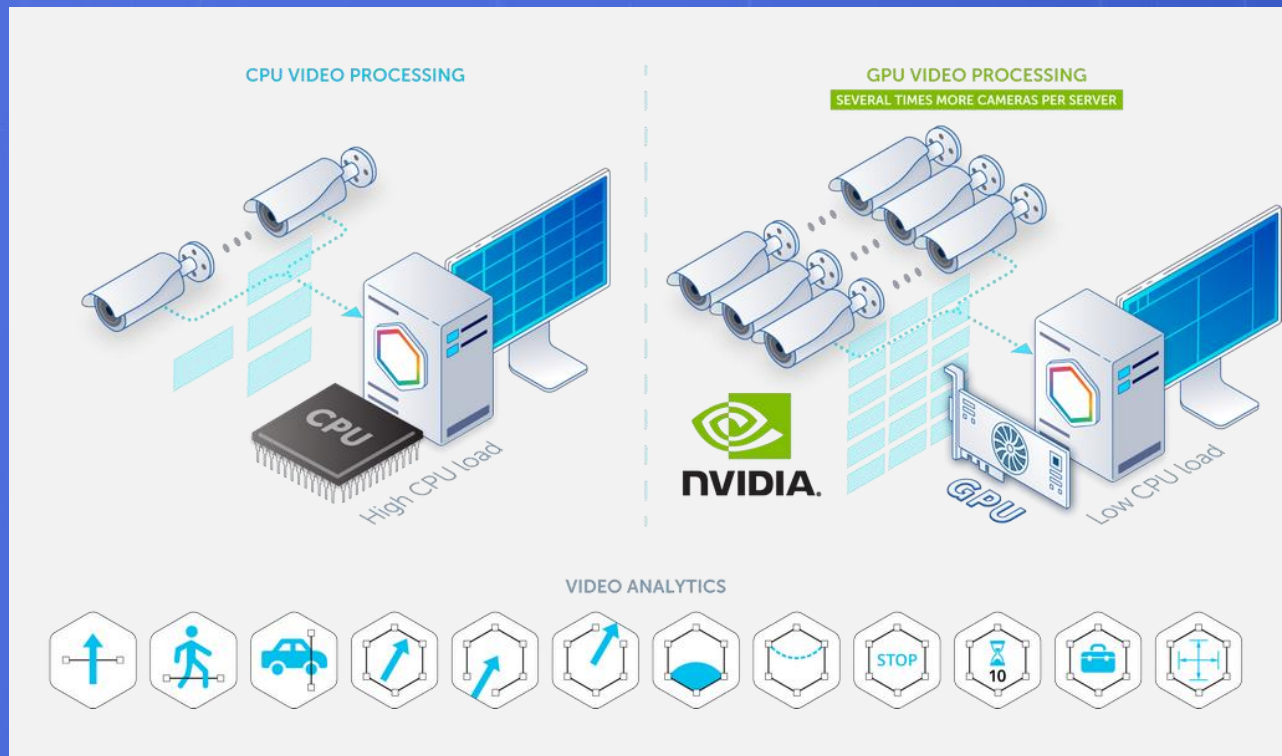 CPU VIDEO PROCESSING
GPU VIDEO PROCESSING
SEVERAL TIMES MORE CAMERAS PER SERVER
CPU
High CPU load
NVIDIA.
GPU
Low CPU load
VIDEO ANALYTICS
STOP
10